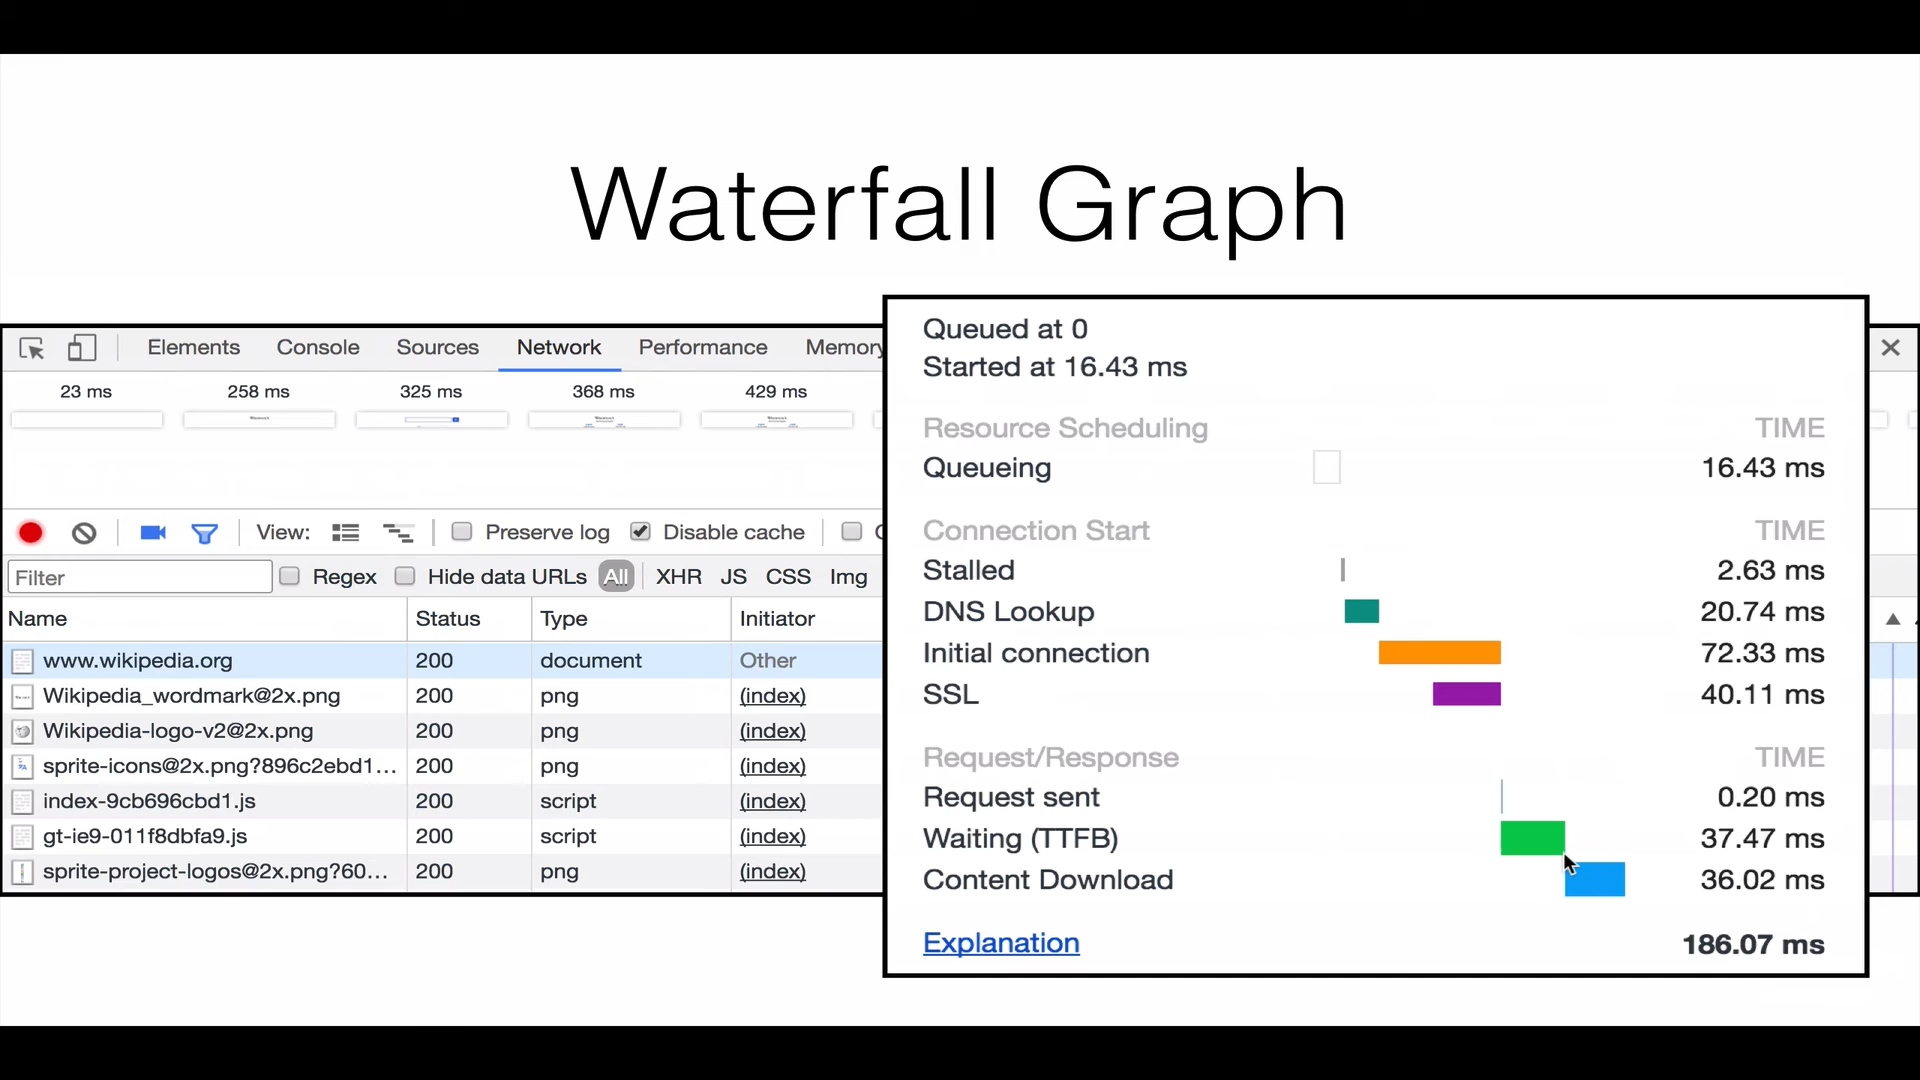 Waterfall Graph
Elements Console Sources Network Performance Memory
23 ms 258 ms 325 ms 368 ms 429 ms
View: Preserve log Disable cache
Filter Regex Hide data URLs All XHR JS CSS Img
Name Status Type Initiator
www.wikipedia.org 200 document Other
Wikipedia_wordmark@2x.png 200 png (index)
Wikipedia-logo-v2@2x.png 200 png (index)
sprite-icons@2x.png?896c2ebd1... 200 png (index)
index-9cb696cbd1.js 200 script (index)
gt-ie9-011f8dbfa9.js 200 script (index)
sprite-project-logos@2x.png?60... 200 png (index)
Queued at 0
Started at 16.43 ms
Resource Scheduling TIME
Queueing 16.43 ms
Connection Start TIME
Stalled 2.63 ms
DNS Lookup 20.74 ms
Initial connection 72.33 ms
SSL 40.11 ms
Request/Response TIME
Request sent 0.20 ms
Waiting (TTFB) 37.47 ms
Content Download 36.02 ms
Explanation 186.07 ms